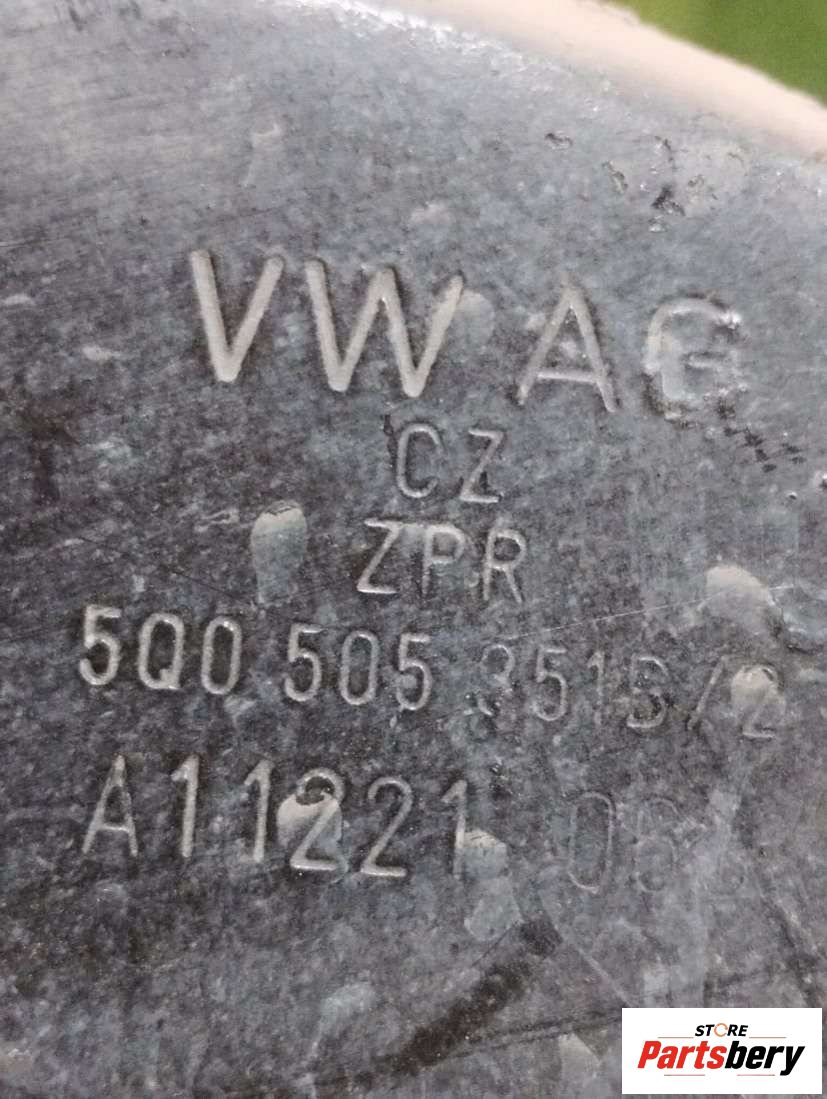 VW AG
CZ
ZPR
5Q0 505
A11221
STORE
Partsbery